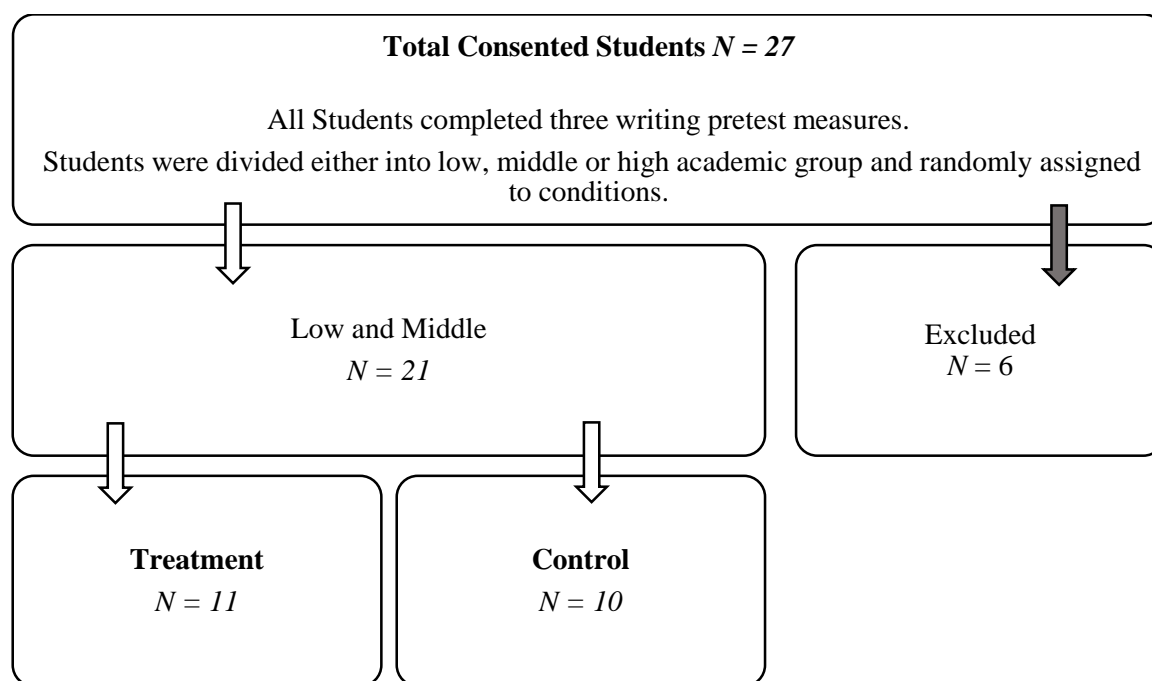 Total Consented Students N = 27
All Students completed three writing pretest measures.
Students were divided either into low, middle or high academic group and randomly assigned
to conditions.
Low and Middle
N = 21
Excluded
N = 6
Treatment
N = 11
Control
N = 10